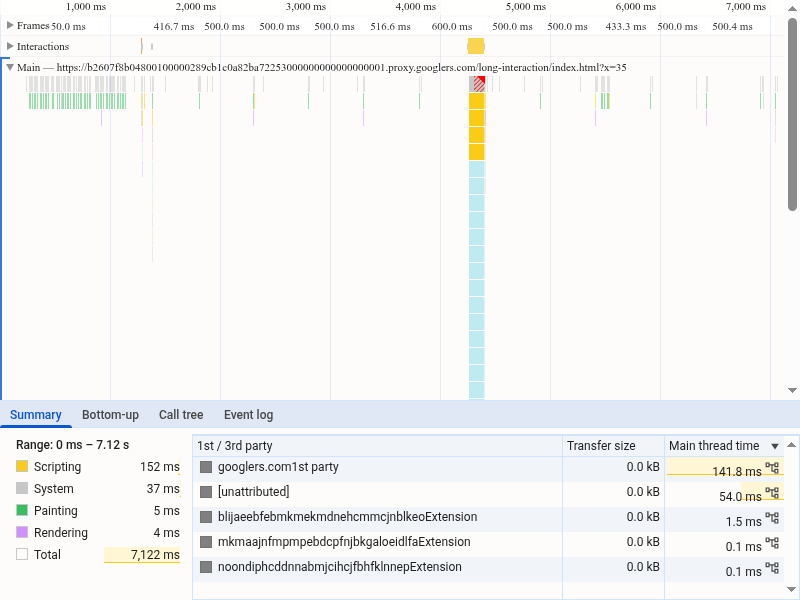 1,000 ms 2,000 ms 3,000 ms 4,000 ms 5,000 ms 6,000 ms 7,000 ms
Frames 50.0 ms 416.7 ms 500.0 ms 500.0 ms 500.0 ms 516.6 ms 600.0 ms 500.0 ms 500.0 ms 433.3 ms 500.0 ms 500.4 ms
Interactions
Main — https://b2607f8b04800100000289cb1c0a82ba7225300000000000000000001.proxy.googlers.com/long-interaction/index.html?x=35
Summary Bottom-up Call tree Event log
Range: 0 ms – 7.12 s
Scripting 152 ms
System 37 ms
Painting 5 ms
Rendering 4 ms
Total 7,122 ms
1st / 3rd party Transfer size Main thread time
googlers.com1st party 0.0 kB 141.8 ms
[unattributed] 0.0 kB 54.0 ms
blijaeebfebmkmekmdnehcmmcjnblkeoExtension 0.0 kB 1.5 ms
mkmaajnfmpmpebdcpfnjbkgaloeidlfaExtension 0.0 kB 0.1 ms
noondiphcddnnabmjcihcjfbhfklnnepExtension 0.0 kB 0.1 ms